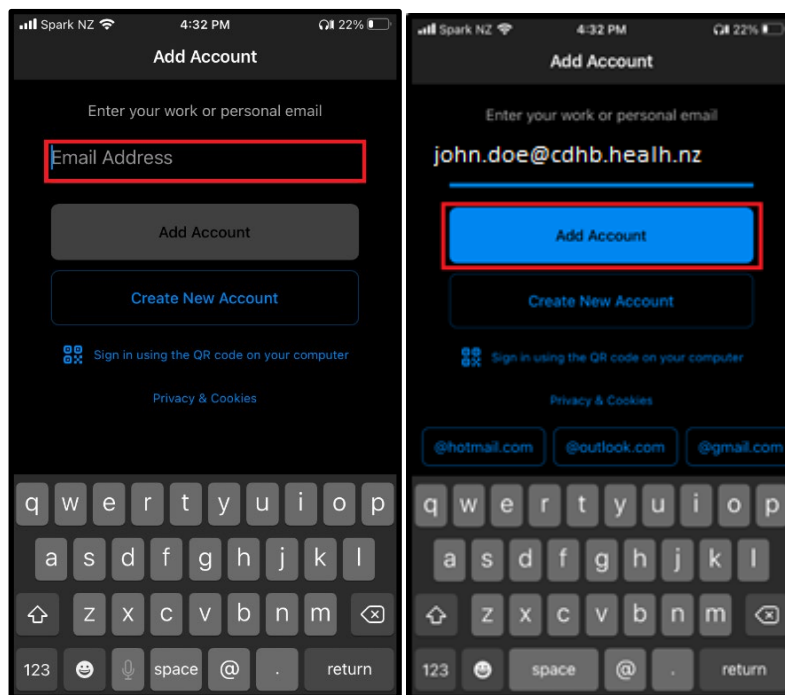 Spark NZ 4:32 PM 22%
Add Account
Enter your work or personal email
Email Address
Add Account
Create New Account
Sign in using the QR code on your computer
Privacy & Cookies
q w e r t y u i o p
a s d f g h j k l
z x c v b n m
123 space @ . return
Spark NZ 4:32 PM 22%
Add Account
Enter your work or personal email
john.doe@cdhb.healh.nz
Add Account
Create New Account
Sign in using the QR code on your computer
Privacy & Cookies
@hotmail.com @outlook.com @gmail.com
q w e r t y u i o p
a s d f g h j k l
z x c v b n m
123 space @ . return